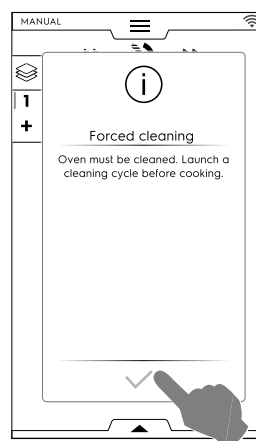 MANUAL
i
1
+
Forced cleaning
Oven must be cleaned. Launch a
cleaning cycle before cooking.